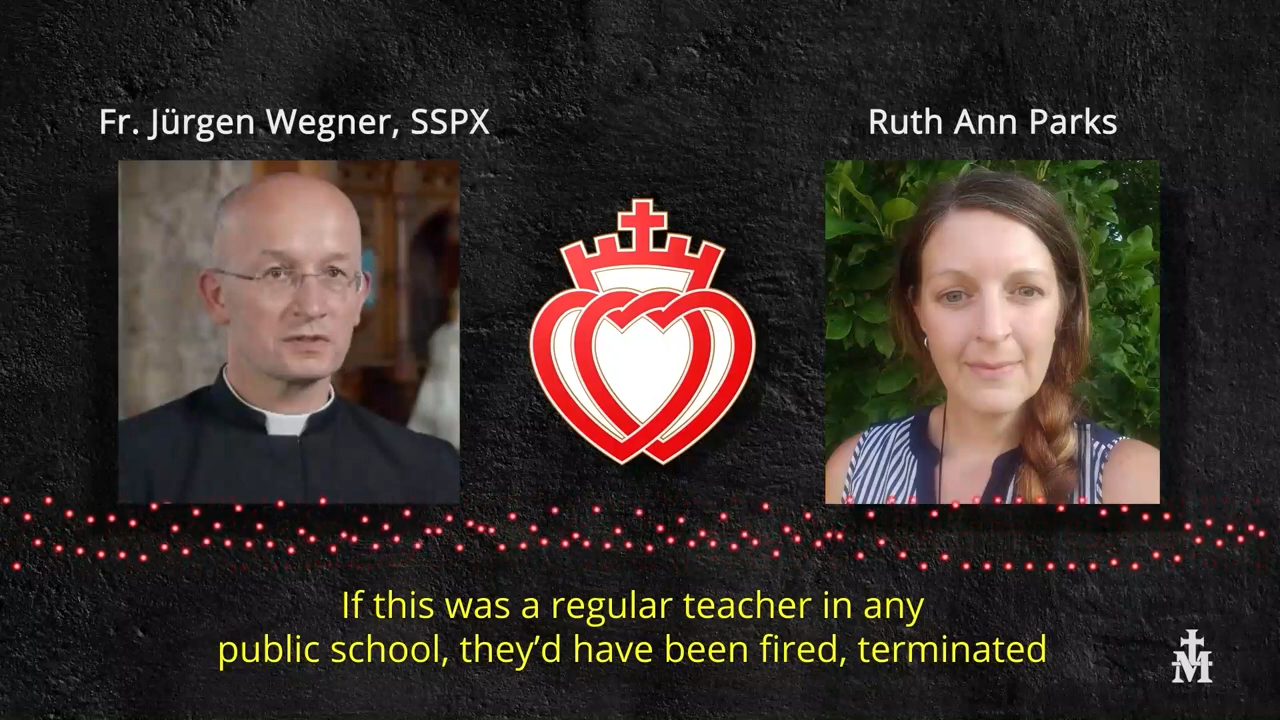 Fr. Jürgen Wegner, SSPX
Ruth Ann Parks
If this was a regular teacher in any
public school, they’d have been fired, terminated
M